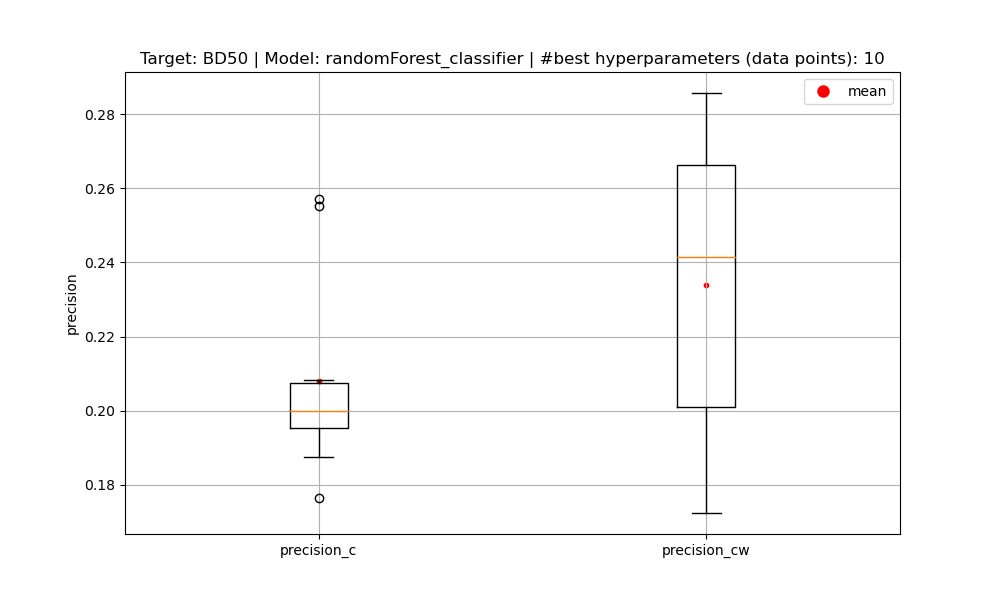 Target: BD50 | Model: randomForest_classifier | #best hyperparameters (data points): 10
mean
0.28
0.26
0.24
0.22
0.20
0.18
precision
precision_c
precision_cw